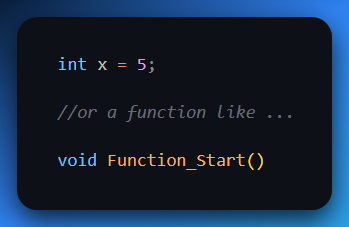 int x = 5;
//or a function like ...
void Function_Start()